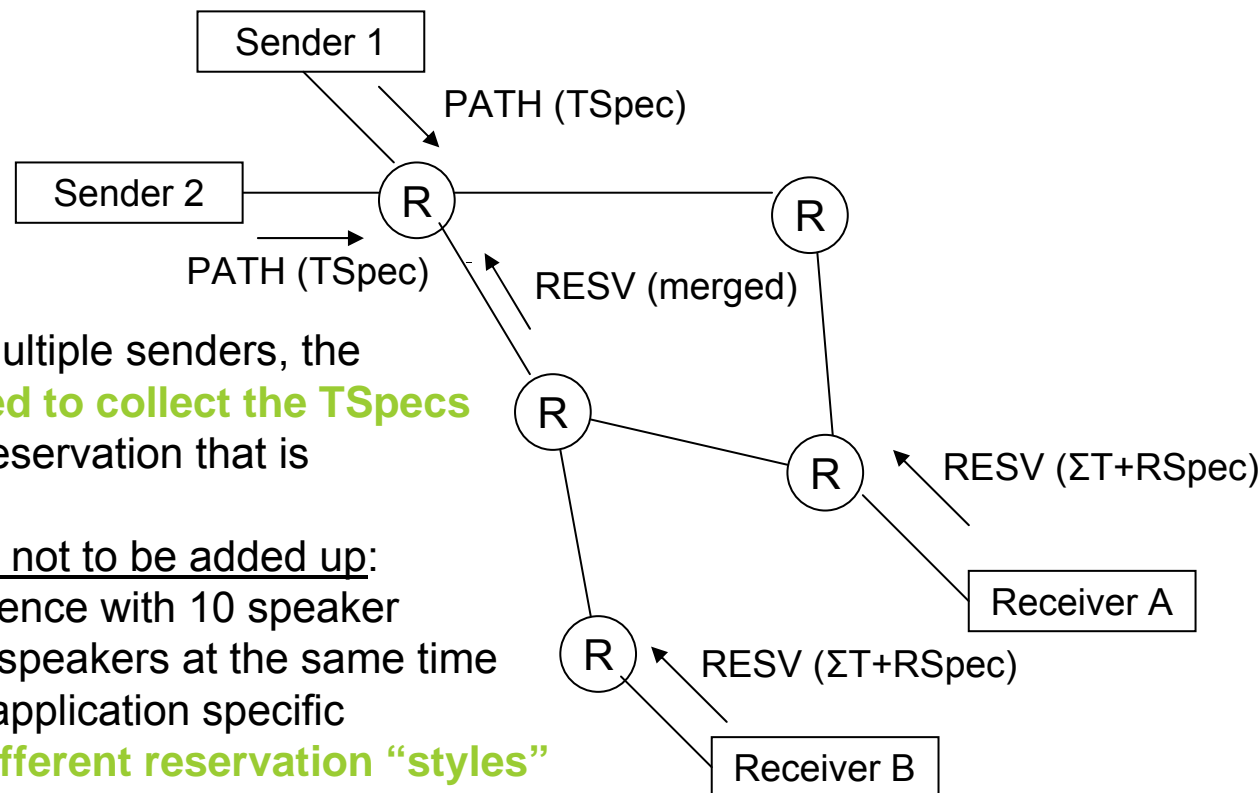 Sender 1
PATH (TSpec)
Sender 2
R
R
PATH (TSpec)
RESV (merged)
ultiple senders, the
ed to collect the TSpecs
R
eservation that is
R
RESV (ΣT+RSpec)
not to be added up:
ence with 10 speaker
Receiver A
speakers at the same time
R
RESV (ΣT+RSpec)
application specific
ifferent reservation “styles”
Receiver B